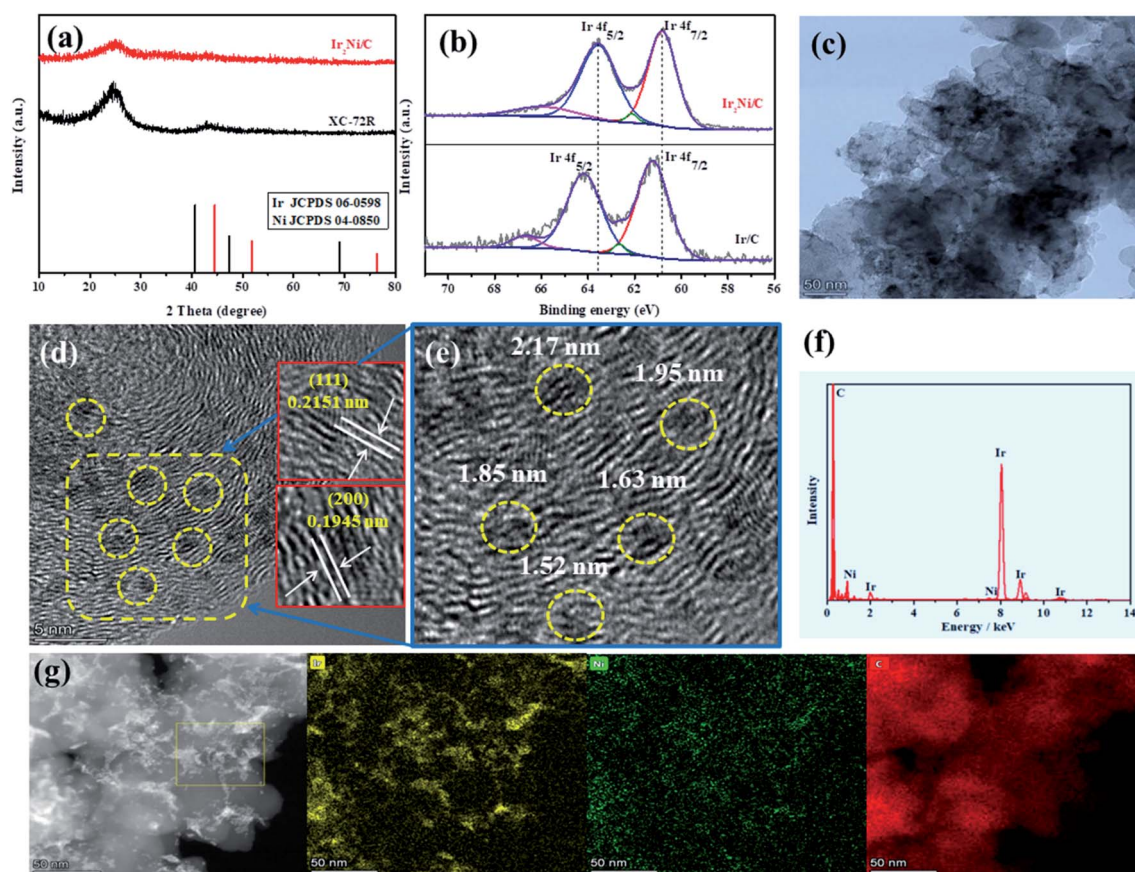 (a)
Ir2Ni/C
XC-72R
Ir JCPDS 06-0598
Ni JCPDS 04-0850
Intensity (a.u.)
10 20 30 40 50 60 70 80
2 Theta (degree)
(b)
Ir 4f5/2
Ir 4f7/2
Ir2Ni/C
Ir 4f5/2
Ir 4f7/2
Ir/C
Intensity (a.u.)
70 68 66 64 62 60 58 56
Binding energy (eV)
(c)
50 nm
(d)
(111)
0.2151 nm
(200)
0.1945 nm
5 nm
(e)
2.17 nm
1.95 nm
1.85 nm
1.63 nm
1.52 nm
(f)
C
Ir
Ni
Ir
Ni
Ir
Ir
Intensity
0 2 4 6 8 10 12 14
Energy / keV
(g)
50 nm
Ir
50 nm
Ni
50 nm
C
50 nm